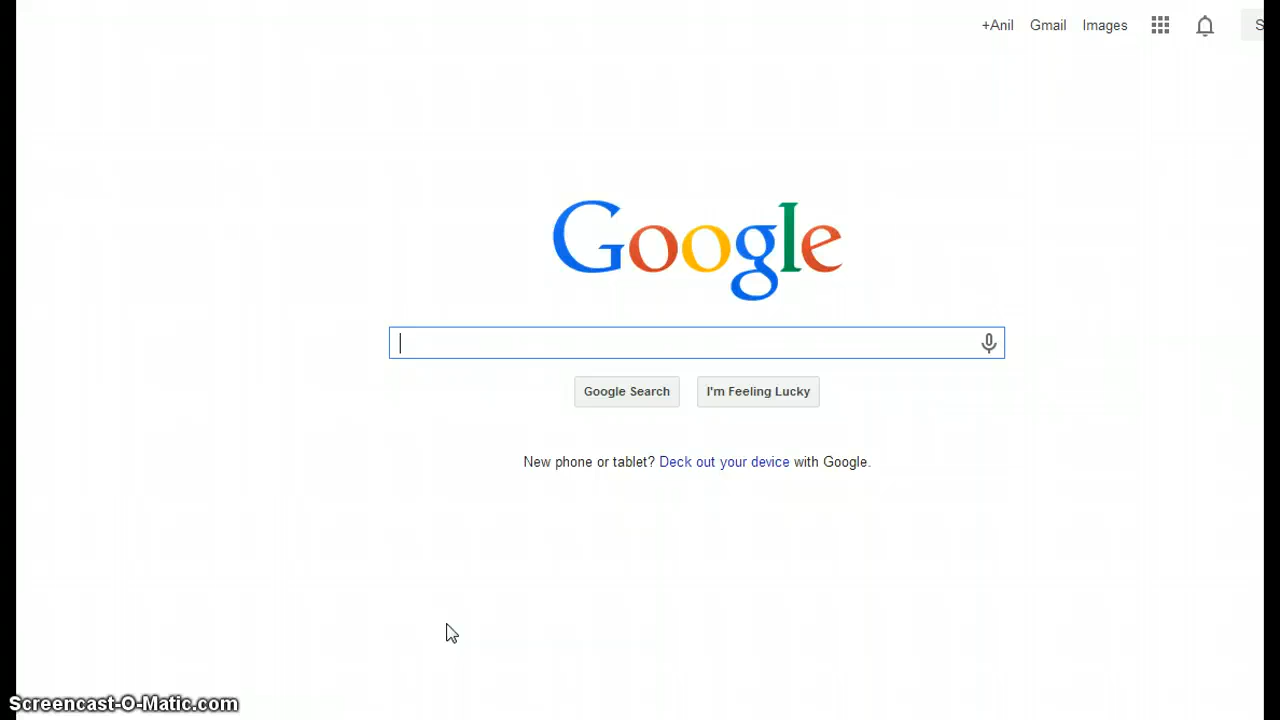 +Anil Gmail Images S
Google
Google Search I'm Feeling Lucky
New phone or tablet? Deck out your device with Google.
Screencast-O-Matic.com